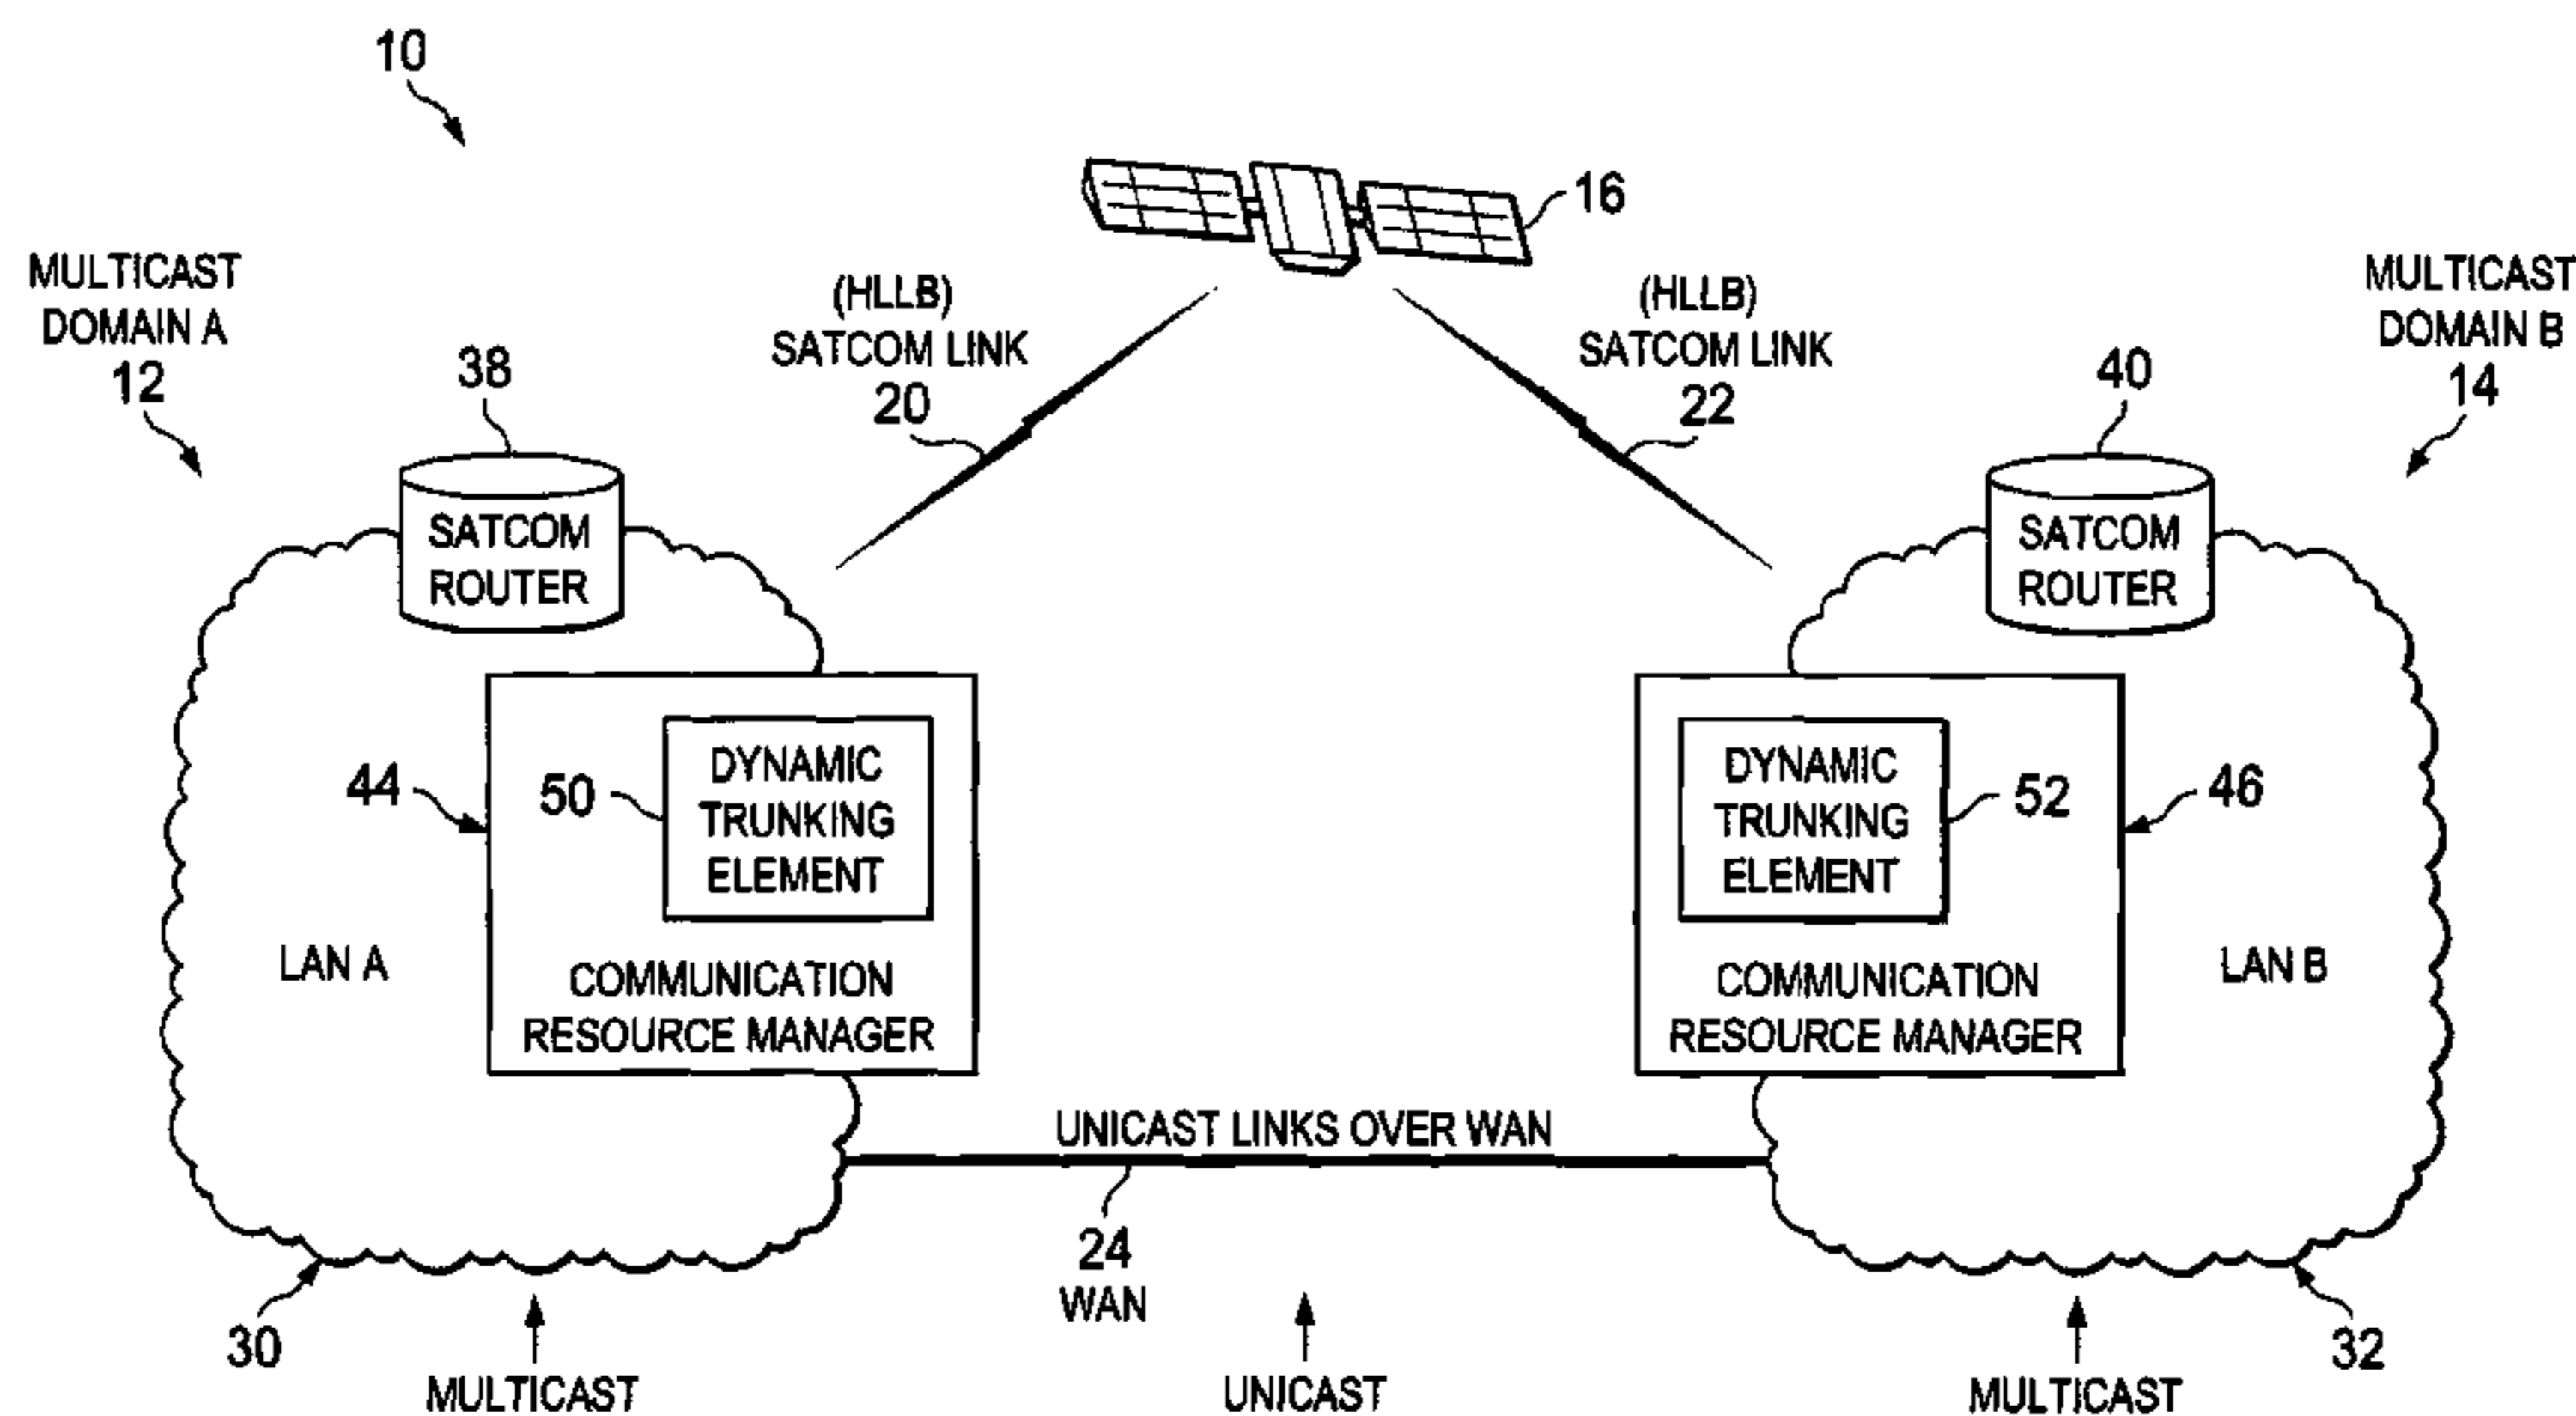 10
16
MULTICAST
DOMAIN A
12
38
(HLLB)
SATCOM LINK
20
(HLLB)
SATCOM LINK
22
40
MULTICAST
DOMAIN B
14
SATCOM
ROUTER
SATCOM
ROUTER
44
50
DYNAMIC
TRUNKING
ELEMENT
COMMUNICATION
RESOURCE MANAGER
LAN A
DYNAMIC
TRUNKING
ELEMENT
52
46
COMMUNICATION
RESOURCE MANAGER
LAN B
UNICAST LINKS OVER WAN
24
WAN
30
MULTICAST
UNICAST
MULTICAST
32